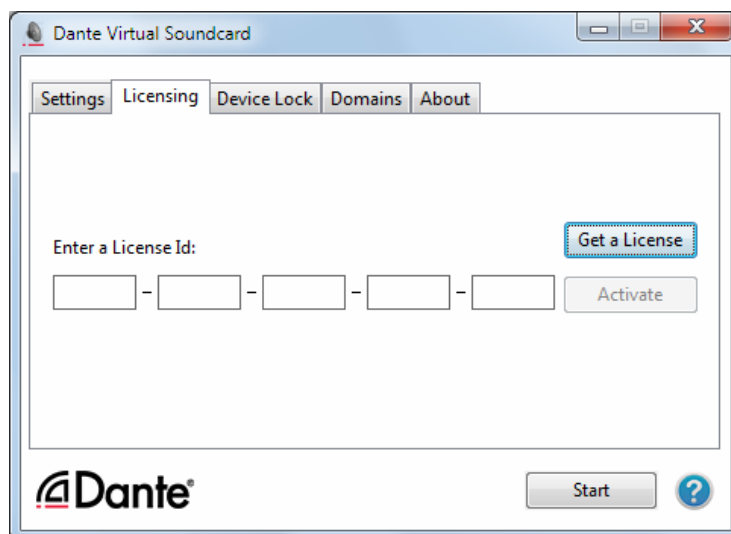 Dante Virtual Soundcard
Settings Licensing Device Lock Domains About
Get a License
Enter a License Id:
– – – –
Activate
Dante®
Start
?